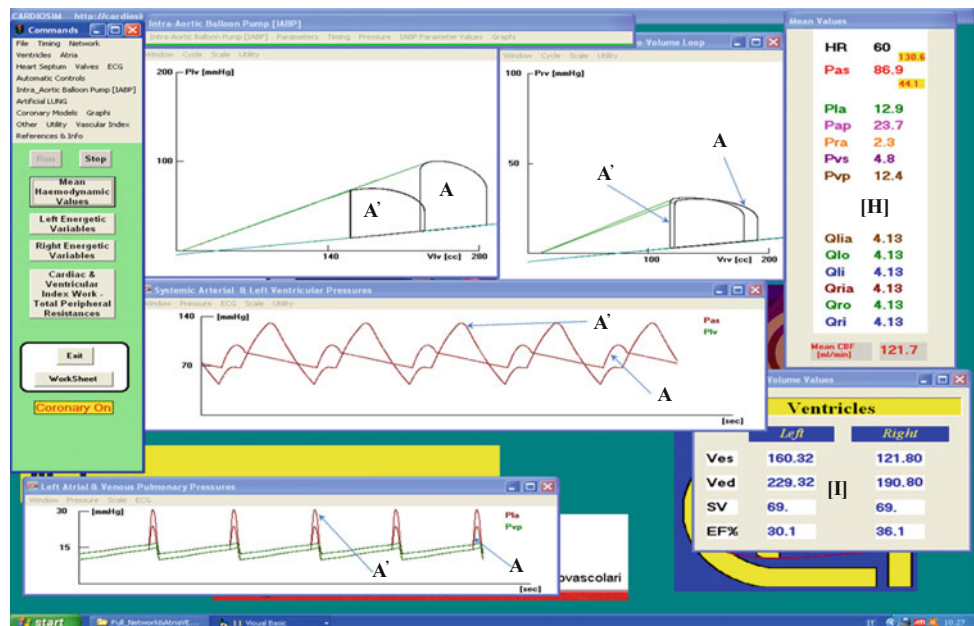 CARDIOSIM http://cardiosi
Commands
File Timing Network
Ventricles Atria
Heart Septum Valves ECG
Automatic Controls
Intra_Aortic Balloon Pump [IABP]
Artificial LUNG
Coronary Models Graphi
Other Utility Vascular Index
References & Info
Run Stop
Mean
Haemodynamic
Values
Left Energetic
Variables
Right Energetic
Variables
Cardiac &
Ventricular
Index Work -
Total Peripheral
Resistances
Exit
WorkSheet
Coronary On
Intra-Aortic Balloon Pump [IABP]
Intra-Aortic Balloon Pump [IABP] Parameters Timing Pressure IABP Parameter Values Graphi
Window Cycle Scale Utility
200 Plv [mmHg]
100
A'
A
140
Vlv [cc]
280
Volume Loop
Window Cycle Scale Utility
100 Prv [mmHg]
50
A'
A
100
Vrv [cc]
200
Systemic Arterial & Left Ventricular Pressures
Window Pressure ECG Scale Utility
140 [mmHg]
70
A'
A
Pas
Plv
[sec]
Left Atrial & Venous Pulmonary Pressures
Window Pressure Scale ECG
30 [mmHg]
15
A'
A
Pla
Pvp
[sec]
ovascolari
Mean Values
HR 60
130.6
Pas 86.9
44.1
Pla 12.9
Pap 23.7
Pra 2.3
Pvs 4.8
Pvp 12.4
[H]
Qlia 4.13
Qlo 4.13
Qli 4.13
Qria 4.13
Qro 4.13
Qri 4.13
Mean CBF
[ml/min] 121.7
Volume Values
Ventricles
Left Right
Ves 160.32 121.80
Ved 229.32 190.80
[I]
SV 69. 69.
EF% 30.1 36.1
start Full_Network&AtriaVE... Visual Basic IT 10.27